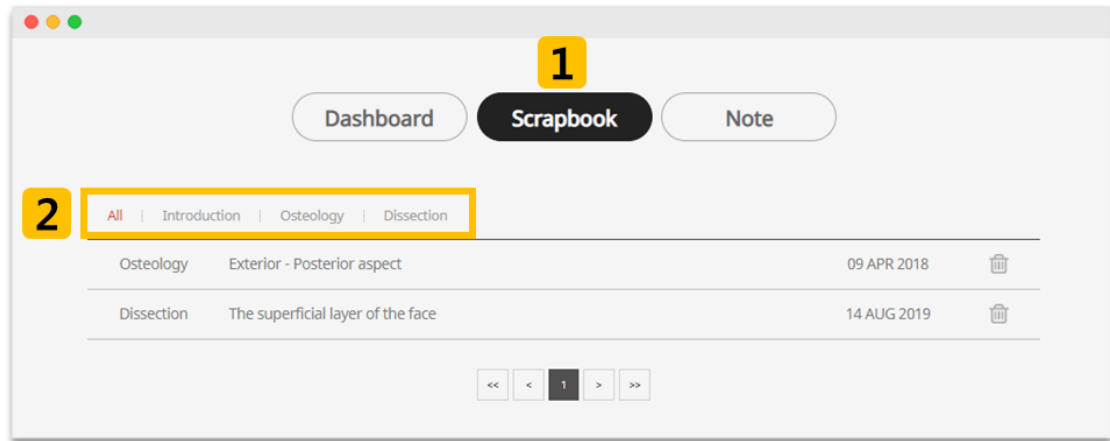 1
Dashboard Scrapbook Note
2
All | Introduction | Osteology | Dissection
Osteology Exterior - Posterior aspect 09 APR 2018
Dissection The superficial layer of the face 14 AUG 2019
<< < 1 > >>